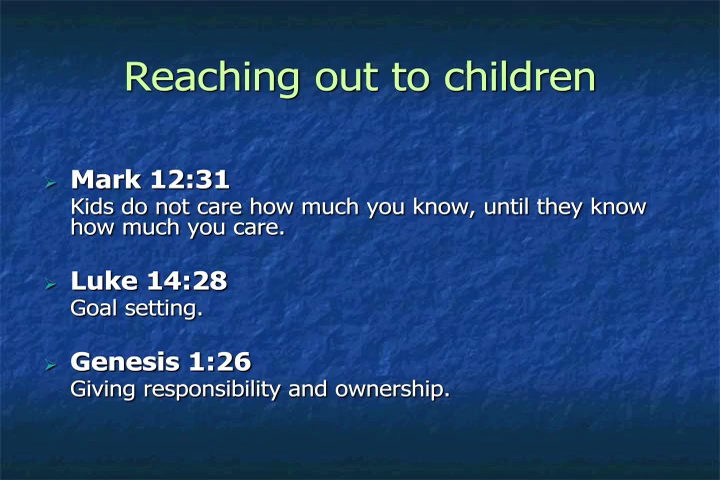 Reaching out to children
Mark 12:31
Kids do not care how much you know, until they know
how much you care.
Luke 14:28
Goal setting.
Genesis 1:26
Giving responsibility and ownership.